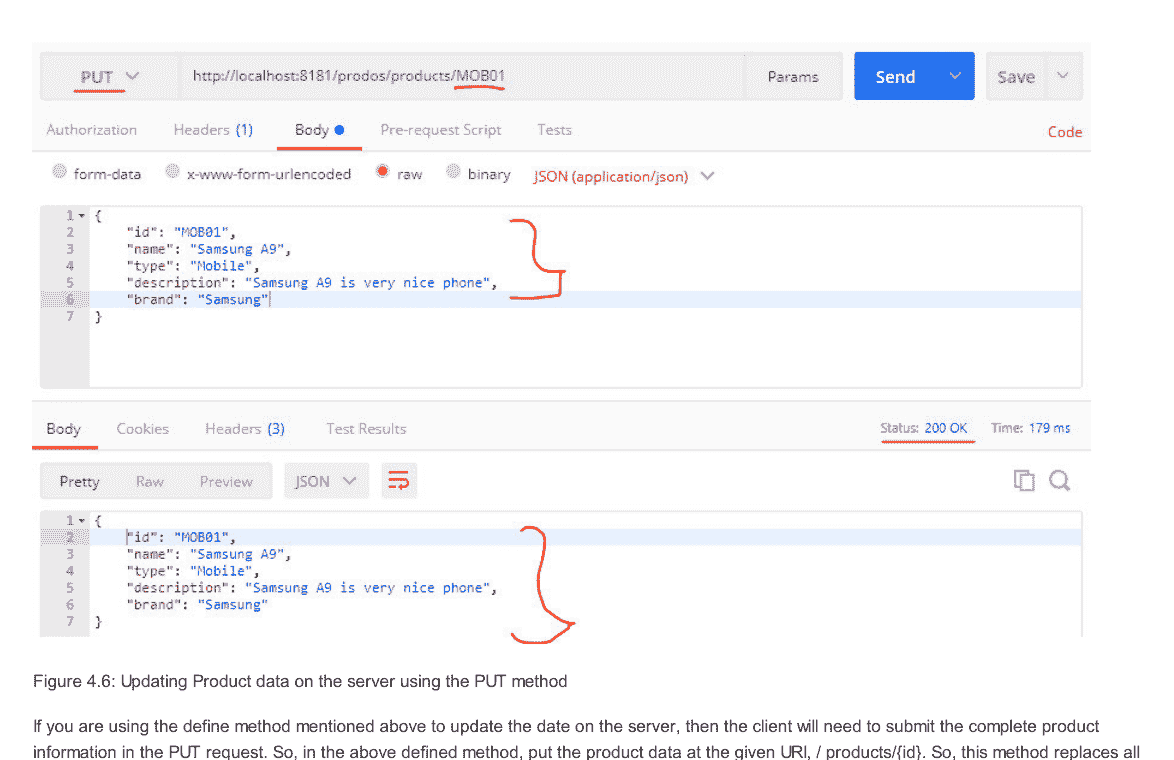 PUT http://localhost:8181/prodos/products/MOB01 Params Send Save
Authorization Headers (1) Body Pre-request Script Tests Code
form-data x-www-form-urlencoded raw binary JSON (application/json)
1 {
2 "id": "MOB01",
3 "name": "Samsung A9",
4 "type": "Mobile",
5 "description": "Samsung A9 is very nice phone",
6 "brand": "Samsung"
7 }
Body Cookies Headers (3) Test Results Status: 200 OK Time: 179 ms
Pretty Raw Preview JSON
1 {
2 "id": "MOB01",
3 "name": "Samsung A9",
4 "type": "Mobile",
5 "description": "Samsung A9 is very nice phone",
6 "brand": "Samsung"
7 }
Figure 4.6: Updating Product data on the server using the PUT method
If you are using the define method mentioned above to update the date on the server, then the client will need to submit the complete product
information in the PUT request. So, in the above defined method, put the product data at the given URI, / products/{id}. So, this method replaces all